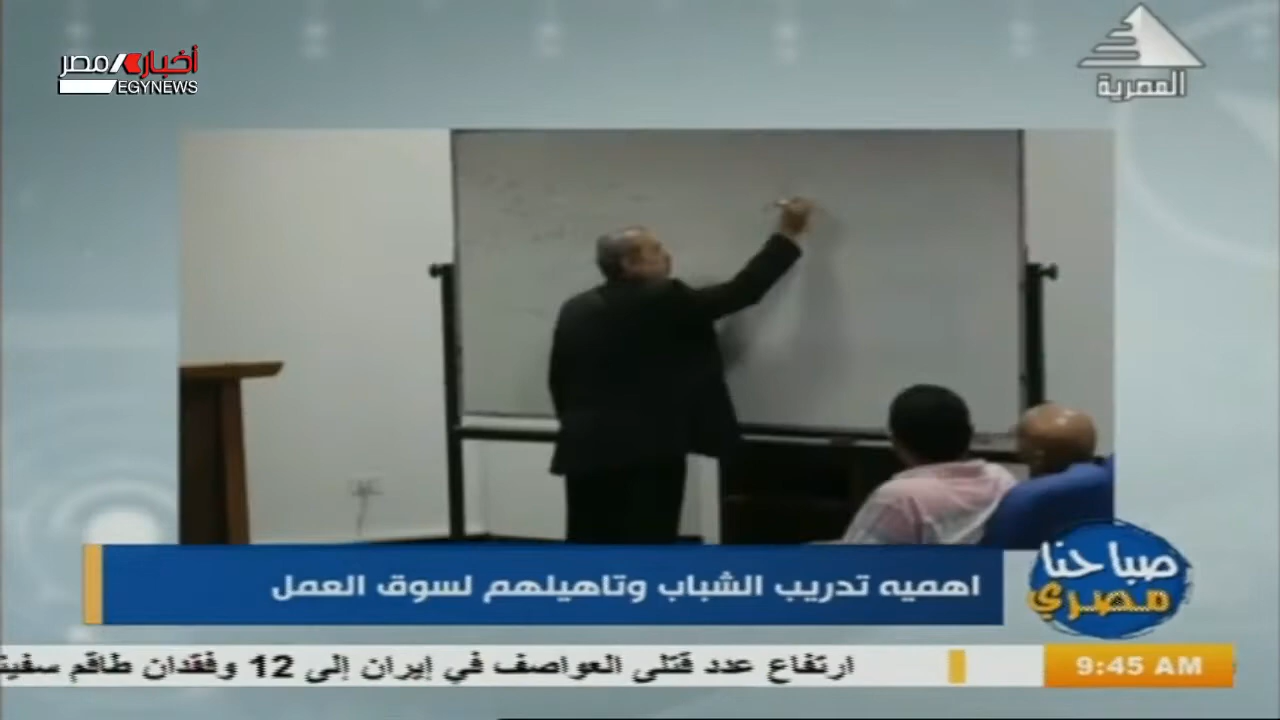 أخبار/مصر
EGYNEWS
المصرية
اهميه تدريب الشباب وتاهيلهم لسوق العمل
صباحنا
مصري
ارتفاع عدد قتلى العواصف في إيران إلى 12 وفقدان طاقم
9:45 AM